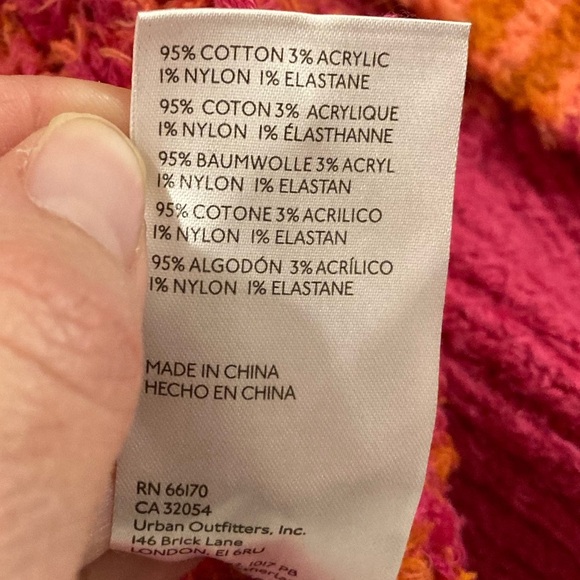 95% COTTON 3% ACRYLIC
1% NYLON 1% ELASTANE
95% COTON 3% ACRYLIQUE
1% NYLON 1% ÉLASTHANNE
95% BAUMWOLLE 3% ACRYL
1% NYLON 1% ELASTAN
95% COTONE 3% ACRILICO
1% NYLON 1% ELASTAN
95% ALGODÓN 3% ACRÍLICO
1% NYLON 1% ELASTANE
MADE IN CHINA
HECHO EN CHINA
RN 66170
CA 32054
Urban Outfitters, Inc.
146 Brick Lane
LONDON, E1 6RU
1017 PB